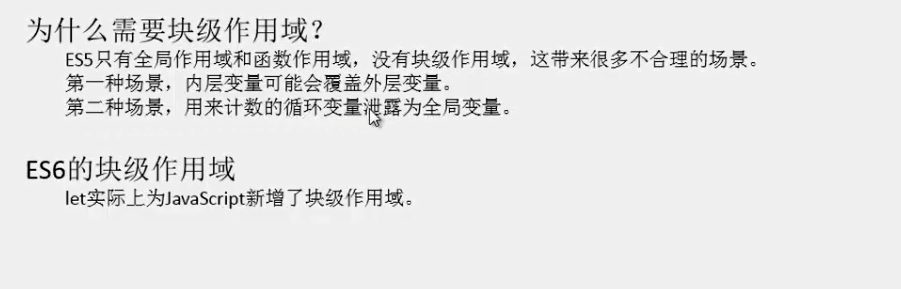 为什么需要块级作用域？
ES5只有全局作用域和函数作用域，没有块级作用域，这带来很多不合理的场景。
第一种场景，内层变量可能会覆盖外层变量。
第二种场景，用来计数的循环变量泄露为全局变量。
ES6的块级作用域
let实际上为JavaScript新增了块级作用域。